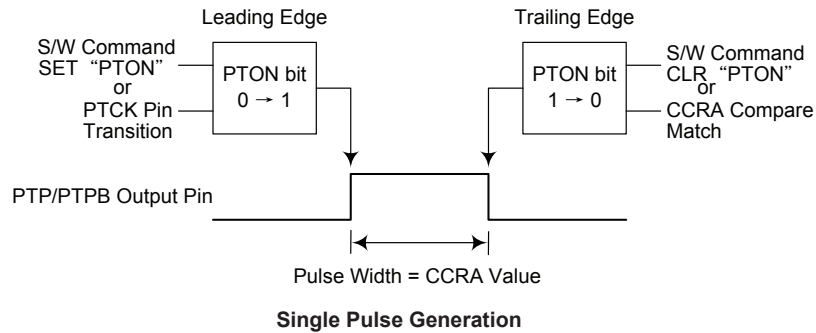 Leading Edge
Trailing Edge
S/W Command
SET “PTON”
or
PTCK Pin
Transition
PTON bit
0 → 1
PTON bit
1 → 0
S/W Command
CLR “PTON”
or
CCRA Compare
Match
PTP/PTPB Output Pin
Pulse Width = CCRA Value
Single Pulse Generation